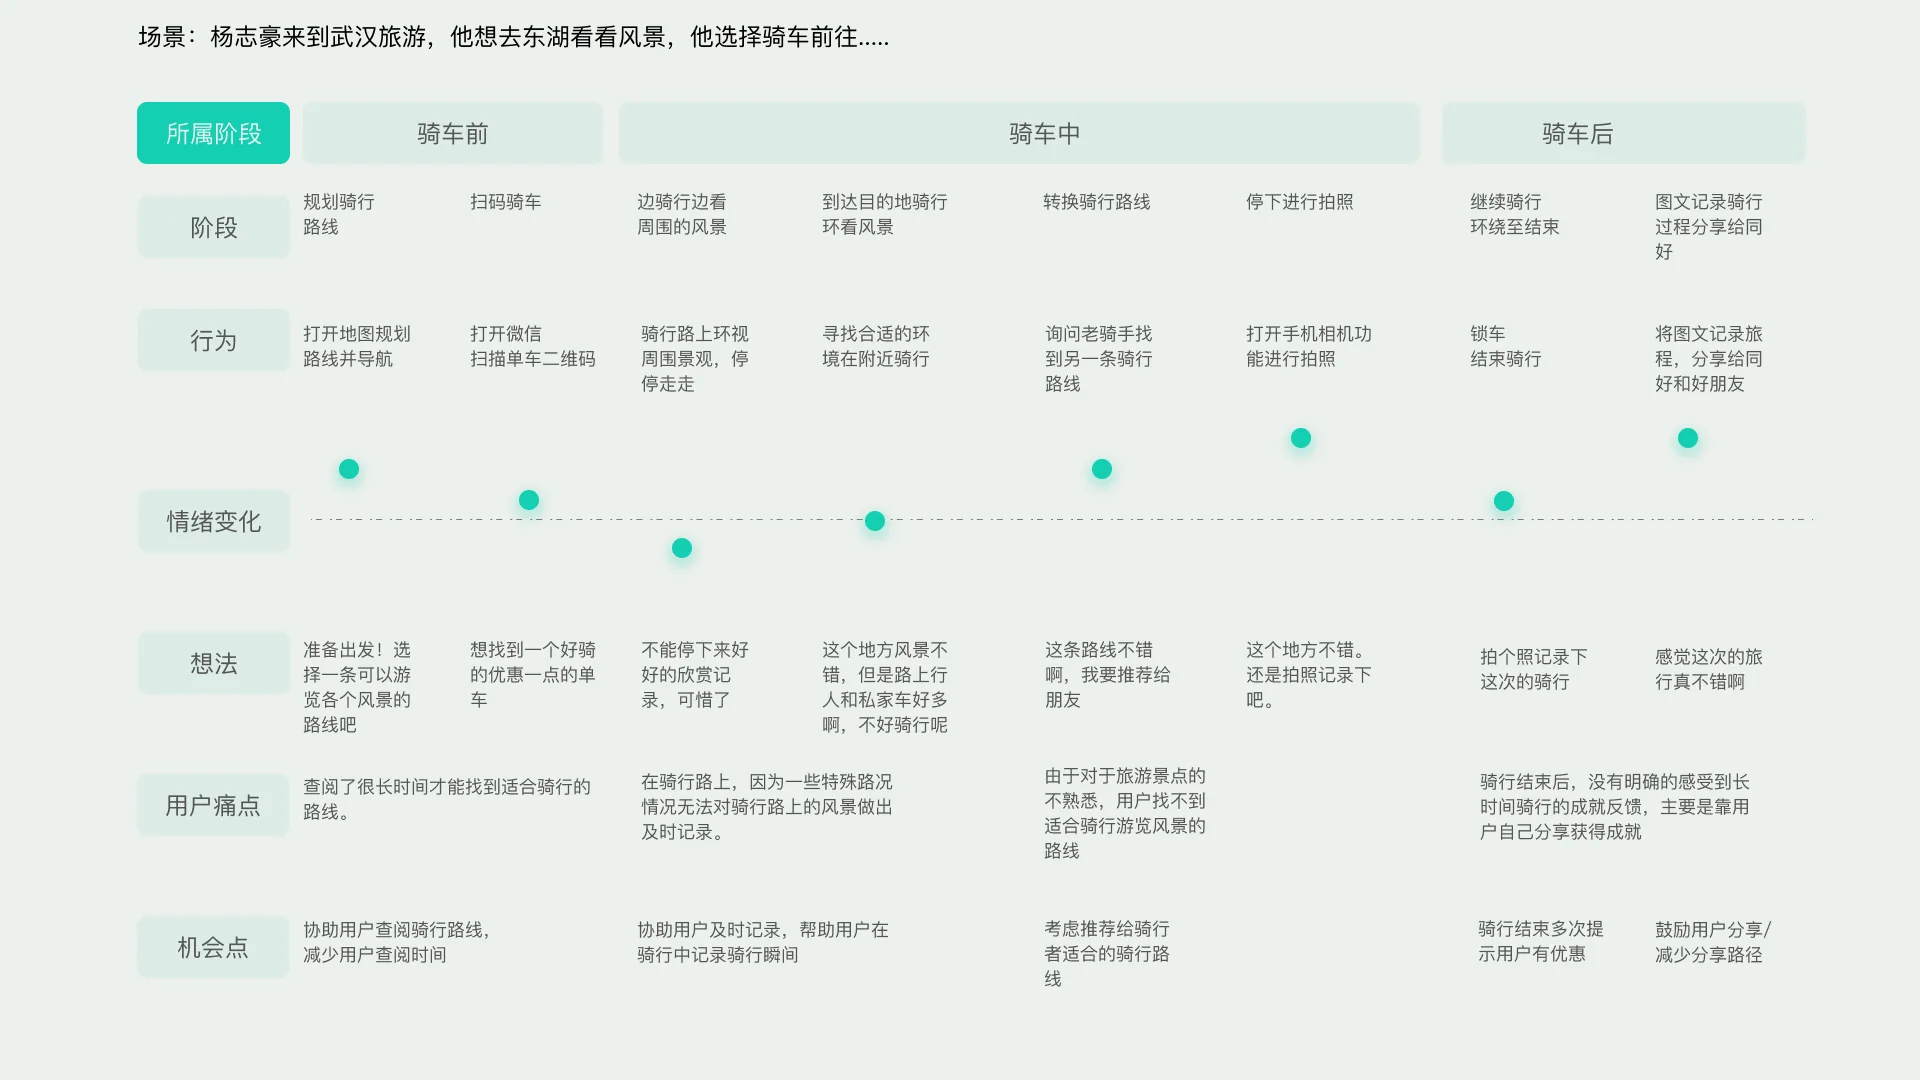 场景：杨志豪来到武汉旅游，他想去东湖看看风景，他选择骑车前往.....
所属阶段
骑车前
骑车中
骑车后
阶段
规划骑行
路线
扫码骑车
边骑行边看
周围的风景
到达目的地骑行
环看风景
转换骑行路线
停下进行拍照
继续骑行
环绕至结束
图文记录骑行
过程分享给同
好
行为
打开地图规划
路线并导航
打开微信
扫描单车二维码
骑行路上环视
周围景观，停
停走走
寻找合适的环
境在附近骑行
询问老骑手找
到另一条骑行
路线
打开手机相机功
能进行拍照
锁车
结束骑行
将图文记录旅
程，分享给同
好和好朋友
情绪变化
想法
准备出发！选
择一条可以游
览各个风景的
路线吧
想找到一个好骑
的优惠一点的单
车
不能停下来好
好的欣赏记
录，可惜了
这个地方风景不
错，但是路上行
人和私家车好多
啊，不好骑行呢
这条路线不错
啊，我要推荐给
朋友
这个地方不错。
还是拍照记录下
吧。
拍个照记录下
这次的骑行
感觉这次的旅
行真不错啊
用户痛点
查阅了很长时间才能找到适合骑行的
路线。
在骑行路上，因为一些特殊路况
情况无法对骑行路上的风景做出
及时记录。
由于对于旅游景点的
不熟悉，用户找不到
适合骑行游览风景的
路线
骑行结束后，没有明确的感受到长
时间骑行的成就反馈，主要是靠用
户自己分享获得成就
机会点
协助用户查阅骑行路线，
减少用户查阅时间
协助用户及时记录，帮助用户在
骑行中记录骑行瞬间
考虑推荐给骑行
者适合的骑行路
线
骑行结束多次提
示用户有优惠
鼓励用户分享/
减少分享路径